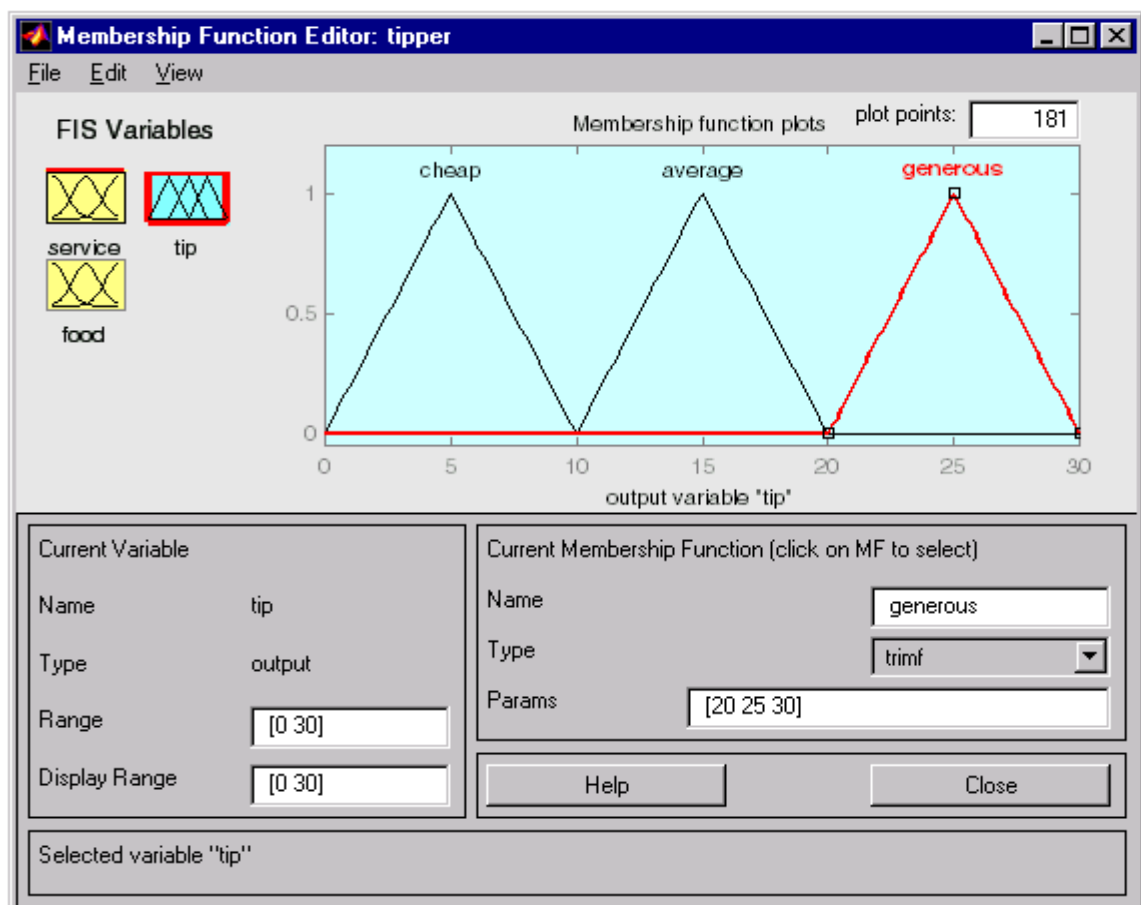 Membership Function Editor: tipper
File Edit View
FIS Variables
service
tip
food
Membership function plots
plot points: 181
cheap average generous
1
0.5
0
0 5 10 15 20 25 30
output variable "tip"
Current Variable
Name tip
Type output
Range [0 30]
Display Range [0 30]
Current Membership Function (click on MF to select)
Name generous
Type trimf
Params [20 25 30]
Help Close
Selected variable "tip"